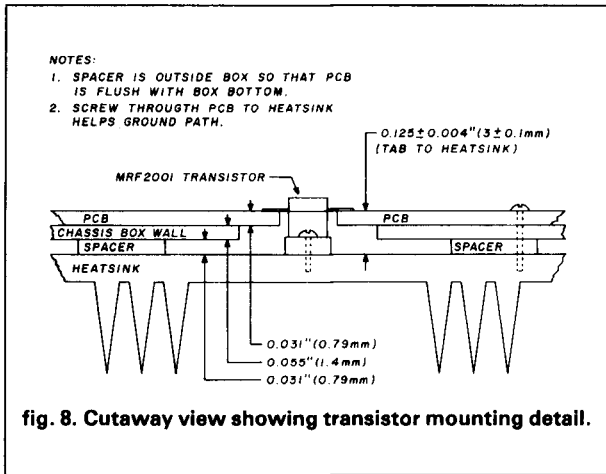 NOTES:
1. SPACER IS OUTSIDE BOX SO THAT PCB
IS FLUSH WITH BOX BOTTOM.
2. SCREW THROUGTH PCB TO HEATSINK
HELPS GROUND PATH.
0.125±0.004"(3±0.1mm)
(TAB TO HEATSINK)
MRF2001 TRANSISTOR
PCB
PCB
CHASSIS BOX WALL
SPACER
SPACER
HEATSINK
0.031"(0.79mm)
0.055"(1.4mm)
0.031"(0.79mm)
fig. 8. Cutaway view showing transistor mounting detail.